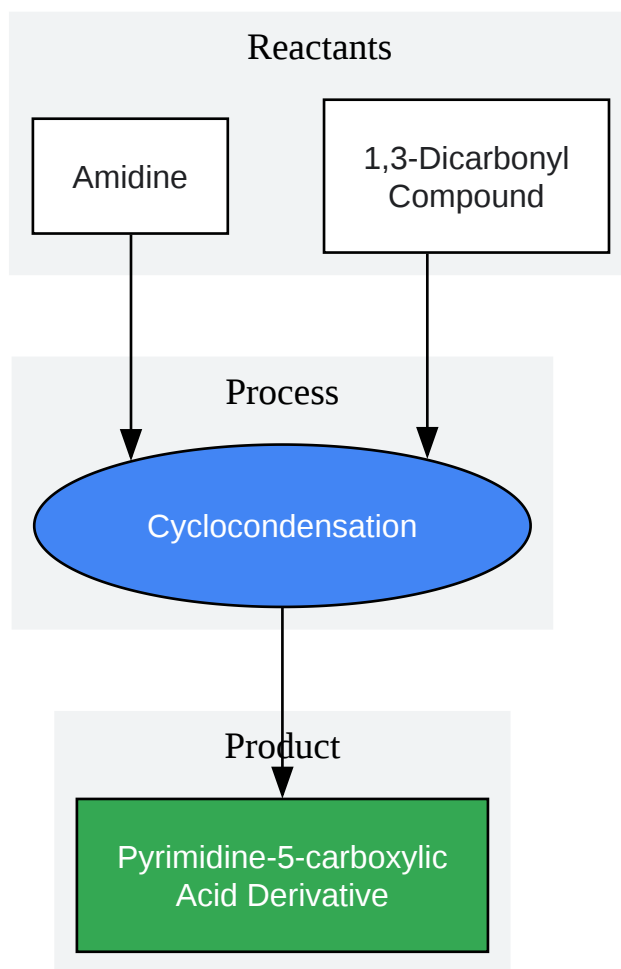 Reactants
Amidine
1,3-Dicarbonyl
Compound
Process
Cyclocondensation
Product
Pyrimidine-5-carboxylic
Acid Derivative